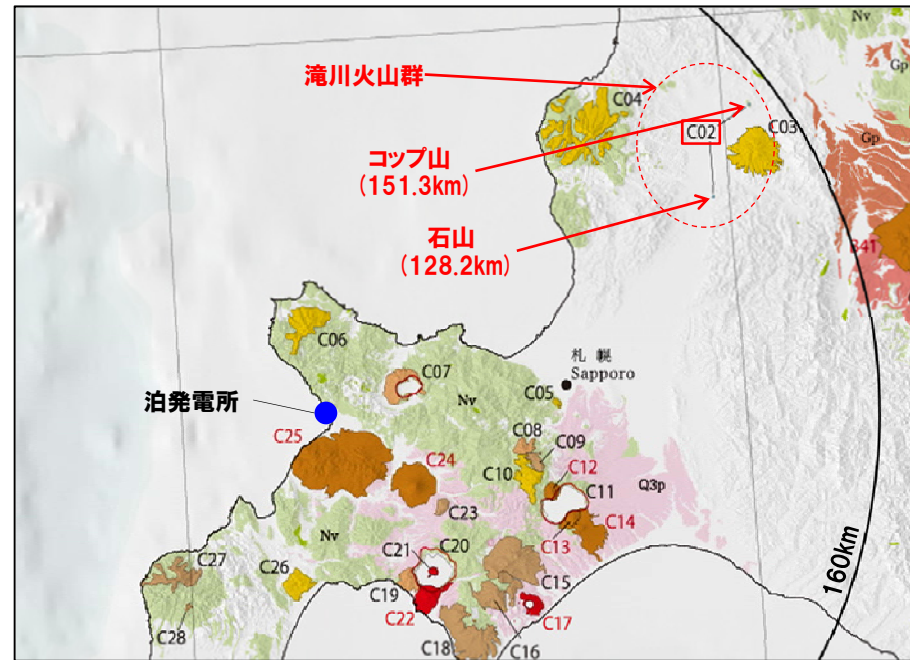 Nv
Gp
滝川火山群
C04
C02
C03
Gp
コップ山
(151.3km)
石山
(128.2km)
B41
C06
札 幌
Sapporo
C07
C05
Nv
泊発電所
C25
C08
C09
C24
C10
C12
C11
Q3p
C23
C14
C13
Nv
C20
C21
C27
C26
C15
C19
C22
C17
C16
C28
C18
160km